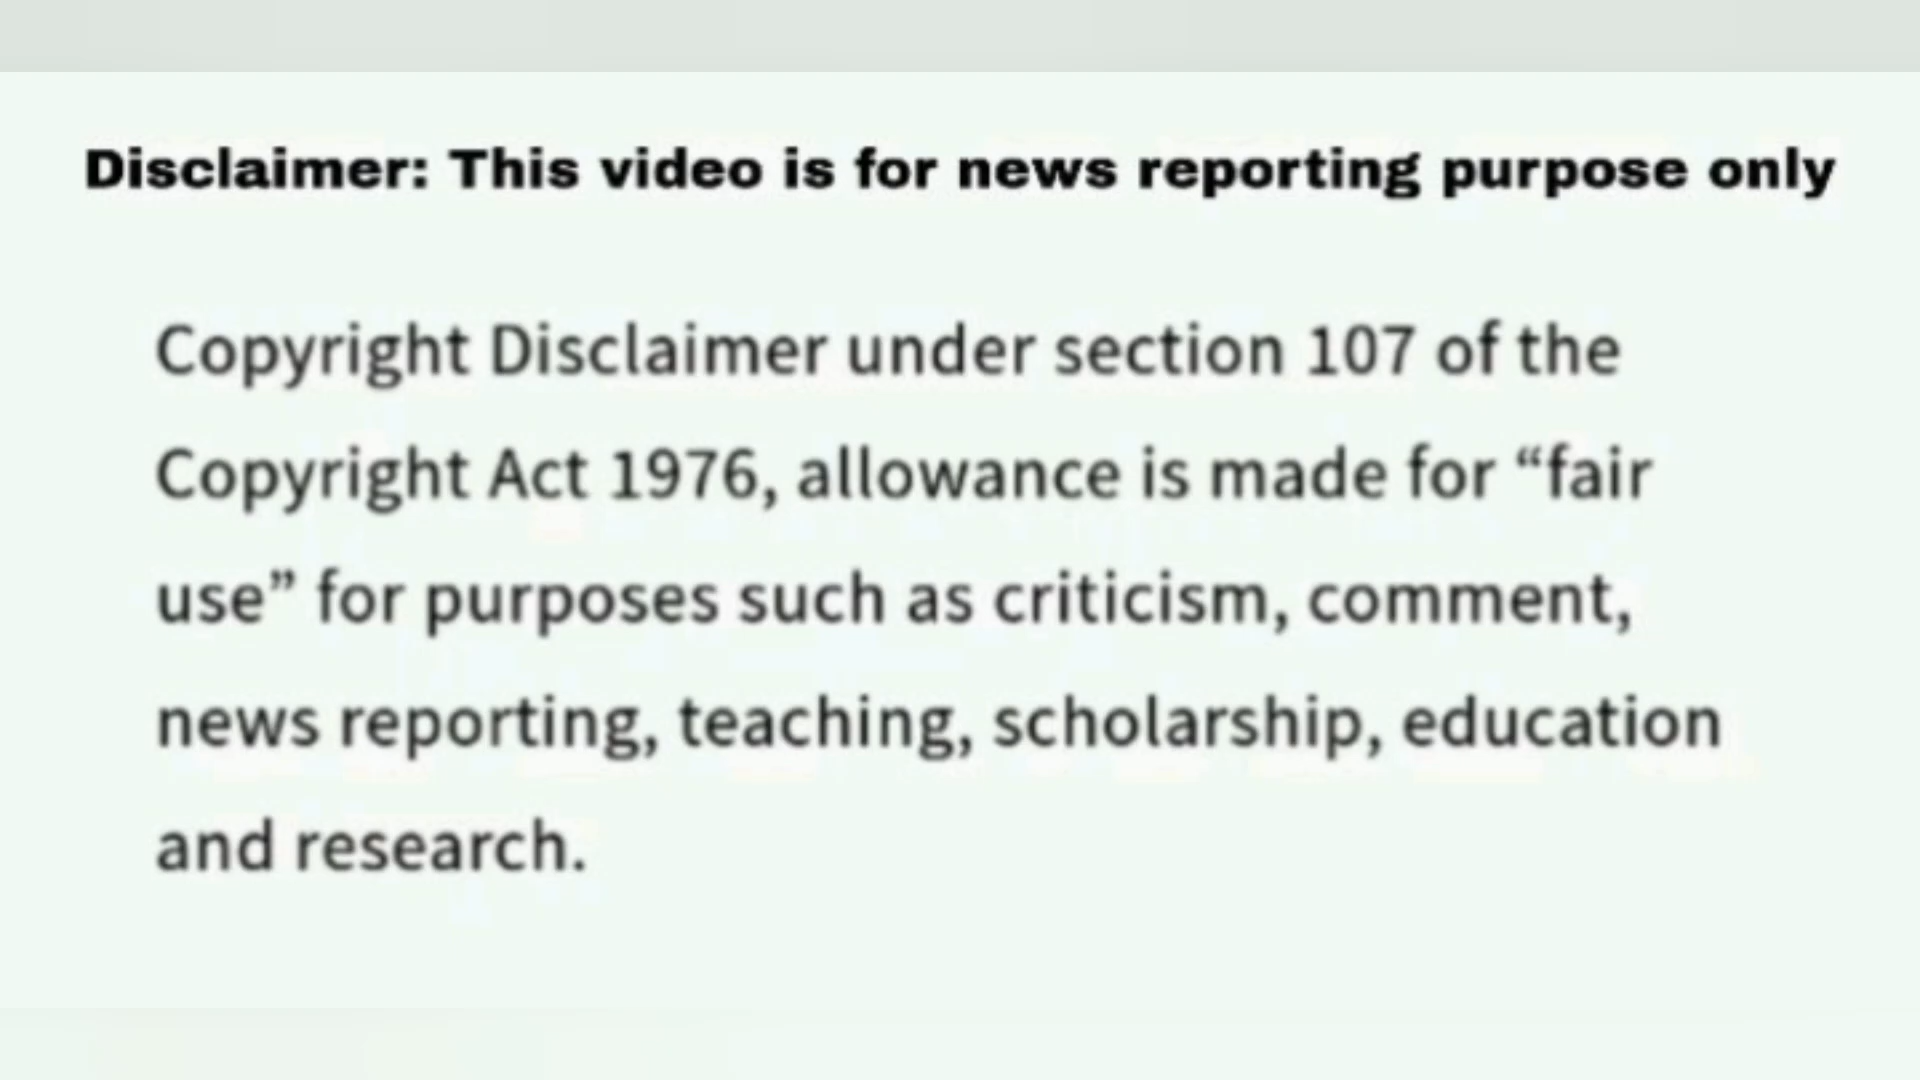 Disclaimer: This video is for news reporting purpose only
Copyright Disclaimer under section 107 of the
Copyright Act 1976, allowance is made for “fair
use” for purposes such as criticism, comment,
news reporting, teaching, scholarship, education
and research.